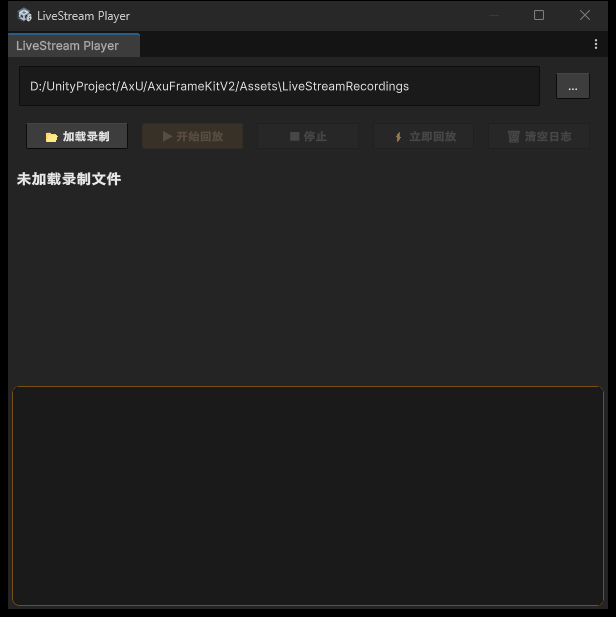 LiveStream Player
LiveStream Player
D:/UnityProject/AxU/AxuFrameKitV2/Assets\LiveStreamRecordings
...
加载录制 开始回放 停止 立即回放 清空日志
未加载录制文件